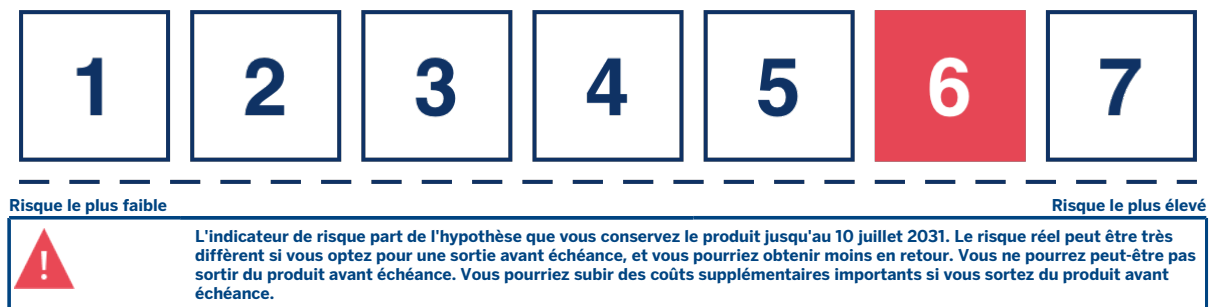 1 2 3 4 5 6 7
Risque le plus faible Risque le plus élevé
!
L'indicateur de risque part de l'hypothèse que vous conservez le produit jusqu'au 10 juillet 2031. Le risque réel peut être très
différent si vous optez pour une sortie avant échéance, et vous pourriez obtenir moins en retour. Vous ne pourrez peut-être pas
sortir du produit avant échéance. Vous pourriez subir des coûts supplémentaires importants si vous sortez du produit avant
échéance.